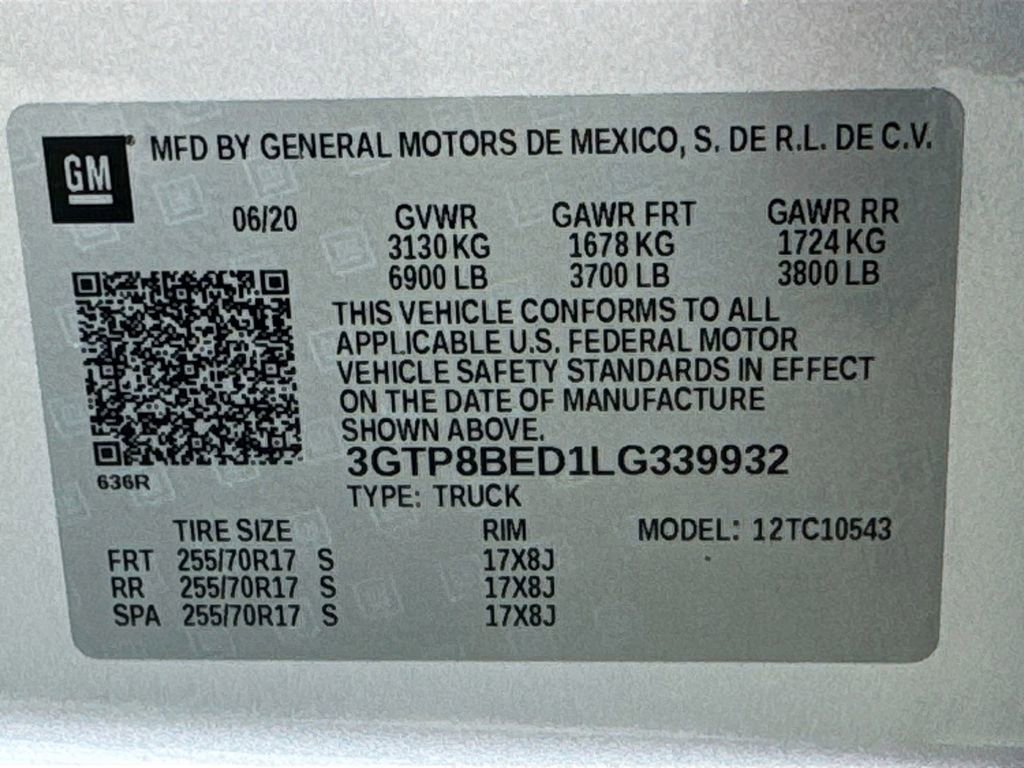 GM® MFD BY GENERAL MOTORS DE MEXICO, S. DE R.L. DE C.V.
06/20 GVWR GAWR FRT GAWR RR
3130 KG 1678 KG 1724 KG
6900 LB 3700 LB 3800 LB
THIS VEHICLE CONFORMS TO ALL
APPLICABLE U.S. FEDERAL MOTOR
VEHICLE SAFETY STANDARDS IN EFFECT
ON THE DATE OF MANUFACTURE
SHOWN ABOVE.
3GTP8BED1LG339932
636R
TYPE: TRUCK
TIRE SIZE RIM MODEL: 12TC10543
FRT 255/70R17 S 17X8J
RR 255/70R17 S 17X8J
SPA 255/70R17 S 17X8J